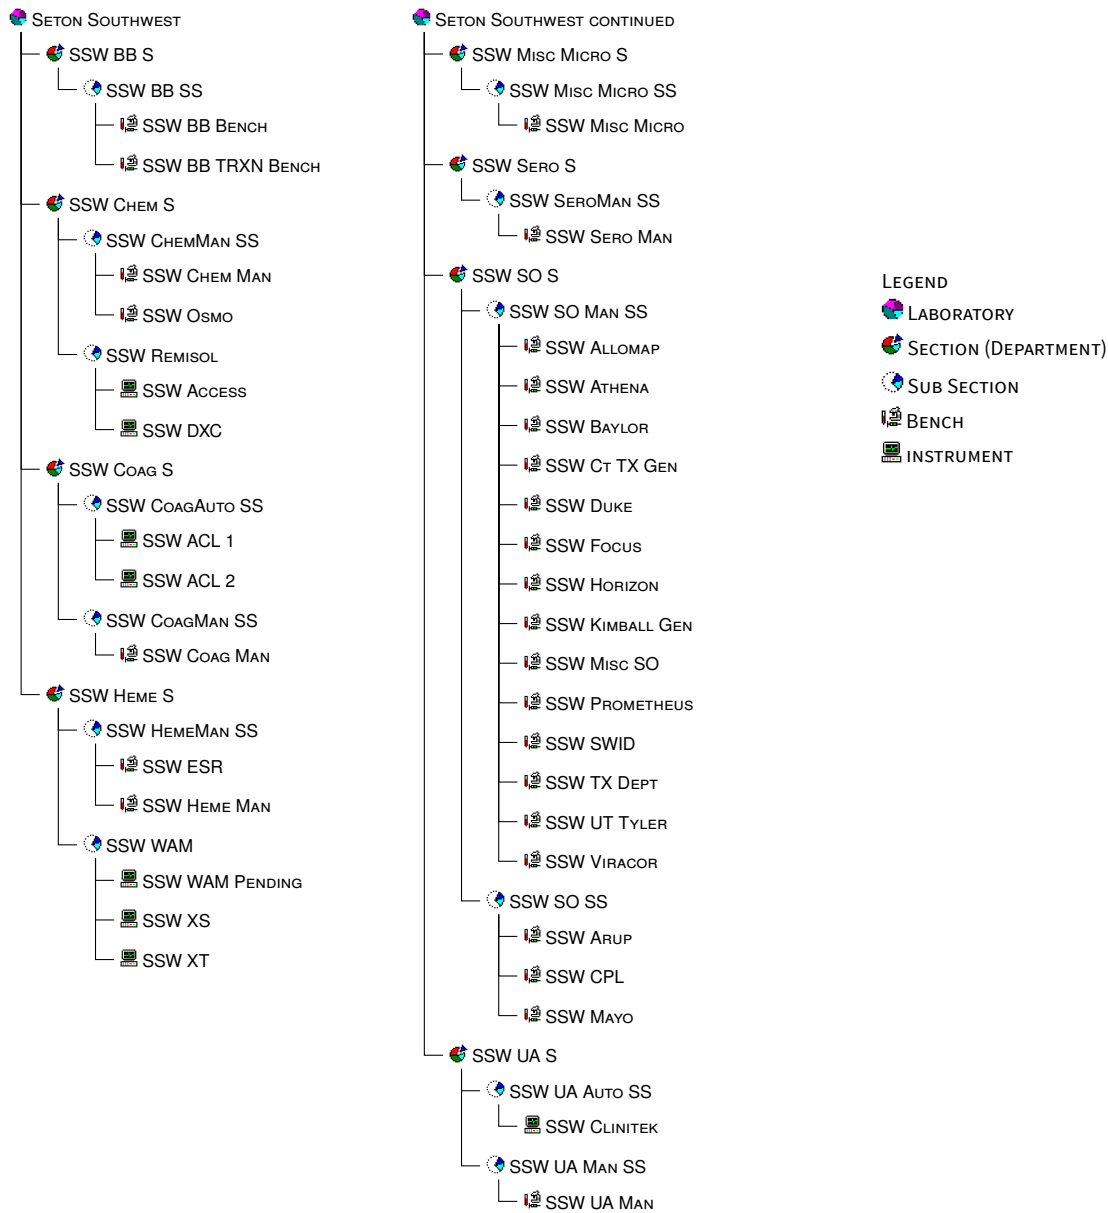 Seton Southwest
SSW BB S
SSW BB SS
SSW BB Bench
SSW BB TRXN Bench
SSW Chem S
SSW ChemMan SS
SSW Chem Man
SSW Osmo
SSW Remisol
SSW Access
SSW DXC
SSW Coag S
SSW CoagAuto SS
SSW ACL 1
SSW ACL 2
SSW CoagMan SS
SSW Coag Man
SSW Heme S
SSW HemeMan SS
SSW ESR
SSW Heme Man
SSW WAM
SSW WAM Pending
SSW XS
SSW XT
Seton Southwest continued
SSW Misc Micro S
SSW Misc Micro SS
SSW Misc Micro
SSW Sero S
SSW SeroMan SS
SSW Sero Man
SSW SO S
SSW SO Man SS
SSW Allomap
SSW Athena
SSW Baylor
SSW Ct TX Gen
SSW Duke
SSW Focus
SSW Horizon
SSW Kimball Gen
SSW Misc SO
SSW Prometheus
SSW SWID
SSW TX Dept
SSW UT Tyler
SSW Viracor
SSW SO SS
SSW Arup
SSW CPL
SSW Mayo
SSW UA S
SSW UA Auto SS
SSW Clinitek
SSW UA Man SS
SSW UA Man
Legend
Laboratory
Section (Department)
Sub Section
Bench
instrument